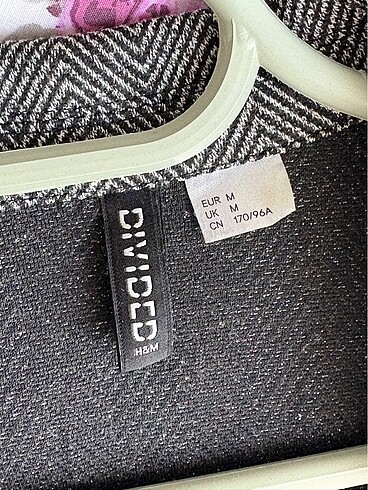 DIVIDED
H&M
EUR M
UK M
CN 170/96A